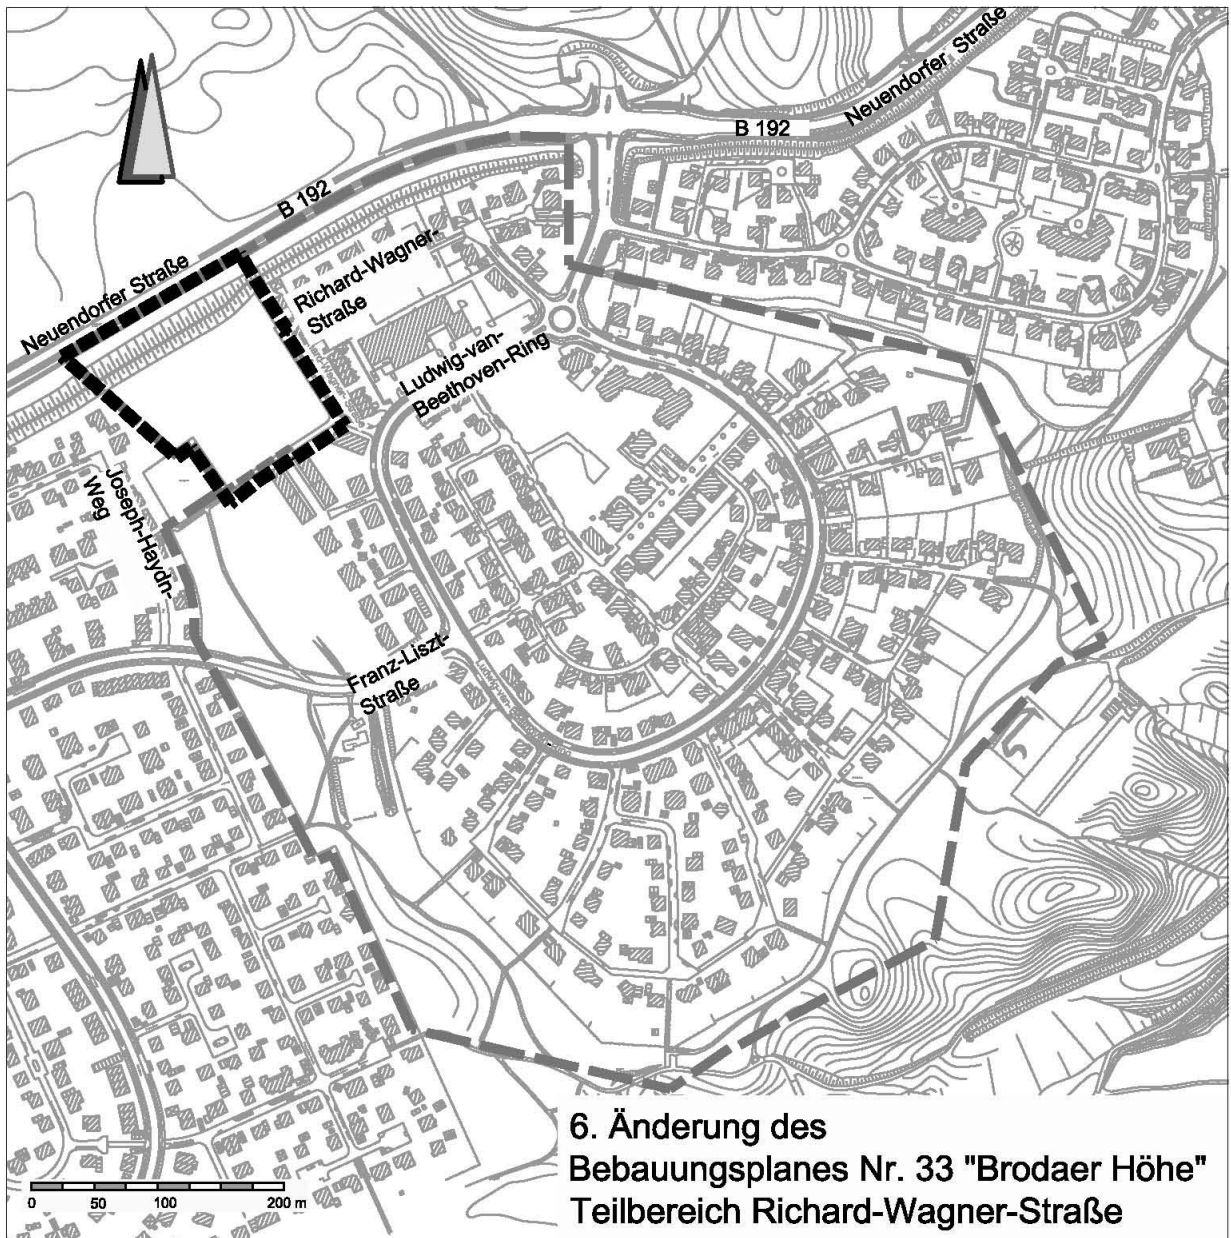 Neuendorfer Straße
B 192
B 192
Neuendorfer Straße
Richard-Wagner-
Straße
Ludwig-van-
Beethoven-Ring
Joseph-Haydn-
Weg
Franz-Liszt-
Straße
6. Änderung des
Bebauungsplanes Nr. 33 "Brodaer Höhe"
Teilbereich Richard-Wagner-Straße
0 50 100 200 m